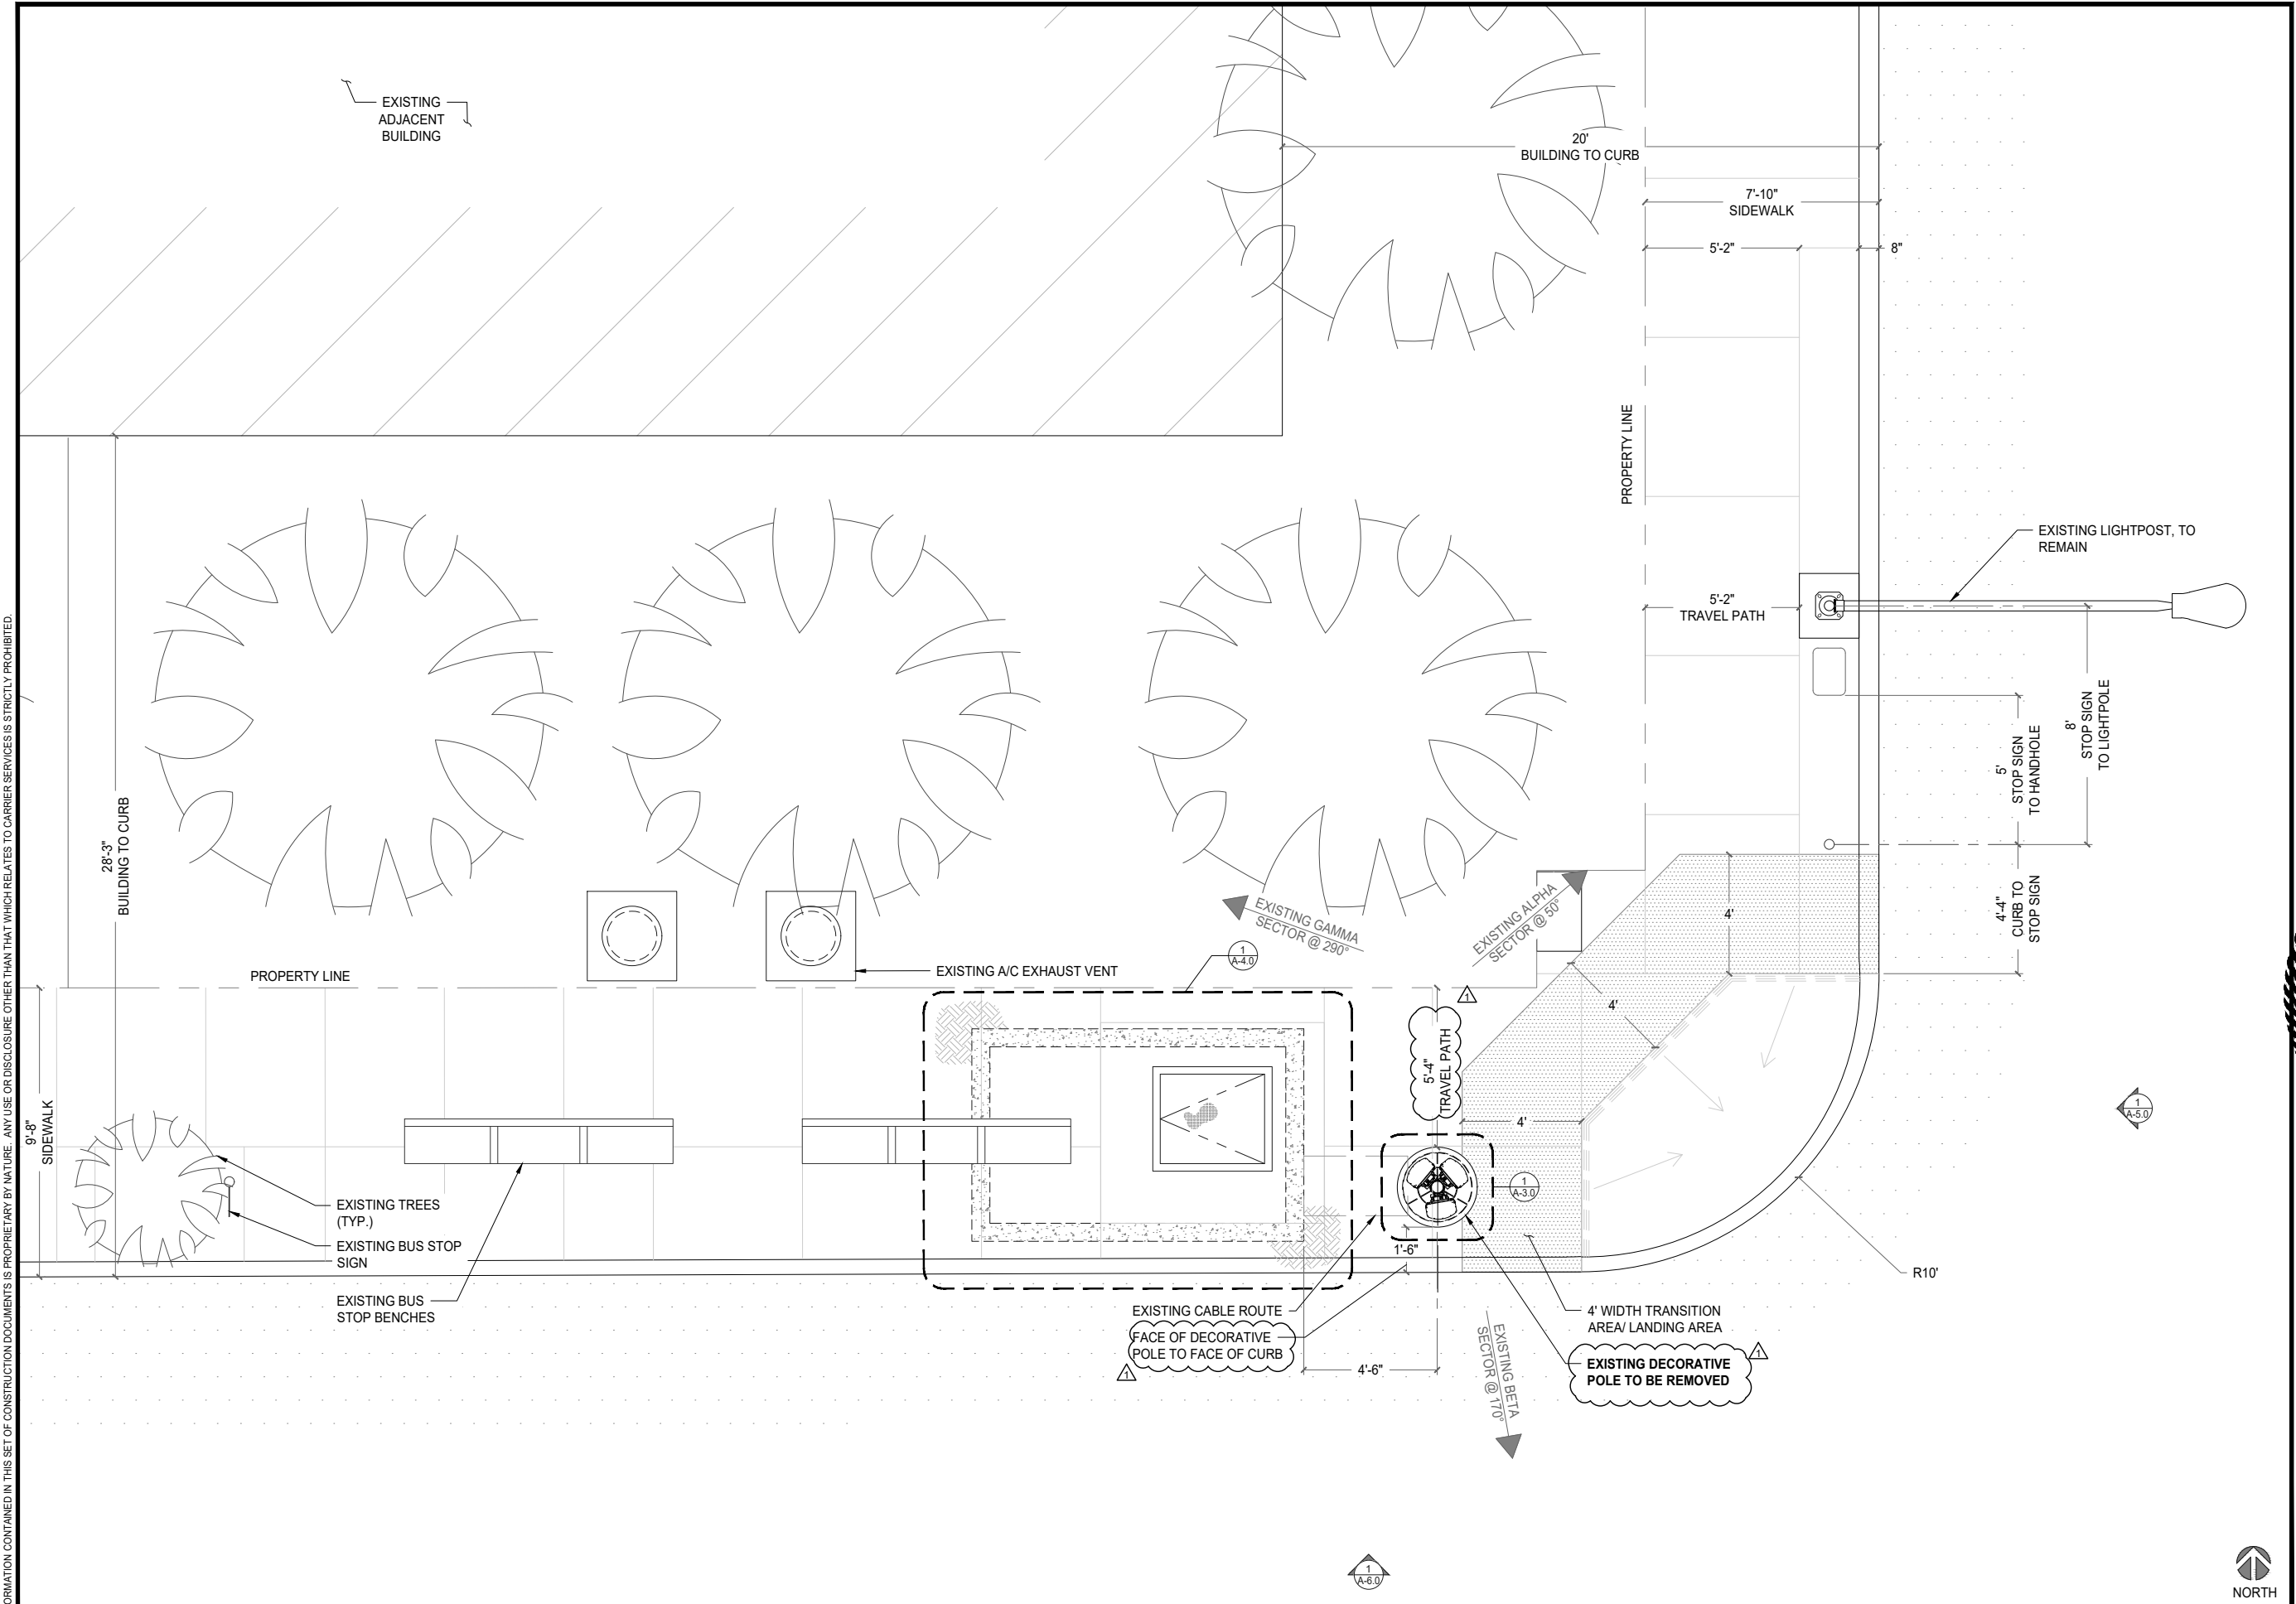 EXISTING
ADJACENT
BUILDING
20'
BUILDING TO CURB
7'-10"
SIDEWALK
5'-2"
8"
PROPERTY LINE
EXISTING LIGHTPOST, TO
REMAIN
5'-2"
TRAVEL PATH
8'
STOP SIGN
TO LIGHTPOLE
5'
STOP SIGN
TO HANDHOLE
4'-4"
CURB TO
STOP SIGN
28'-3"
BUILDING TO CURB
EXISTING GAMMA
SECTOR @ 290°
EXISTING ALPHA
SECTOR @ 50°
4'
1
A-4.0
EXISTING A/C EXHAUST VENT
PROPERTY LINE
1
4'
5'-4"
TRAVEL PATH
9'-8"
SIDEWALK
4'
1
A-5.0
1
A-3.0
EXISTING TREES
(TYP.)
EXISTING BUS STOP
SIGN
EXISTING BUS
STOP BENCHES
1'-6"
R10'
EXISTING CABLE ROUTE
FACE OF DECORATIVE
POLE TO FACE OF CURB
1
4'-6"
EXISTING BETA
SECTOR @ 170°
4' WIDTH TRANSITION
AREA/ LANDING AREA
EXISTING DECORATIVE
POLE TO BE REMOVED
1
1
A-6.0
NORTH
ORMATION CONTAINED IN THIS SET OF CONSTRUCTION DOCUMENTS IS PROPRIETARY BY NATURE. ANY USE OR DISCLOSURE OTHER THAN THAT WHICH RELATES TO CARRIER SERVICES IS STRICTLY PROHIBITED.